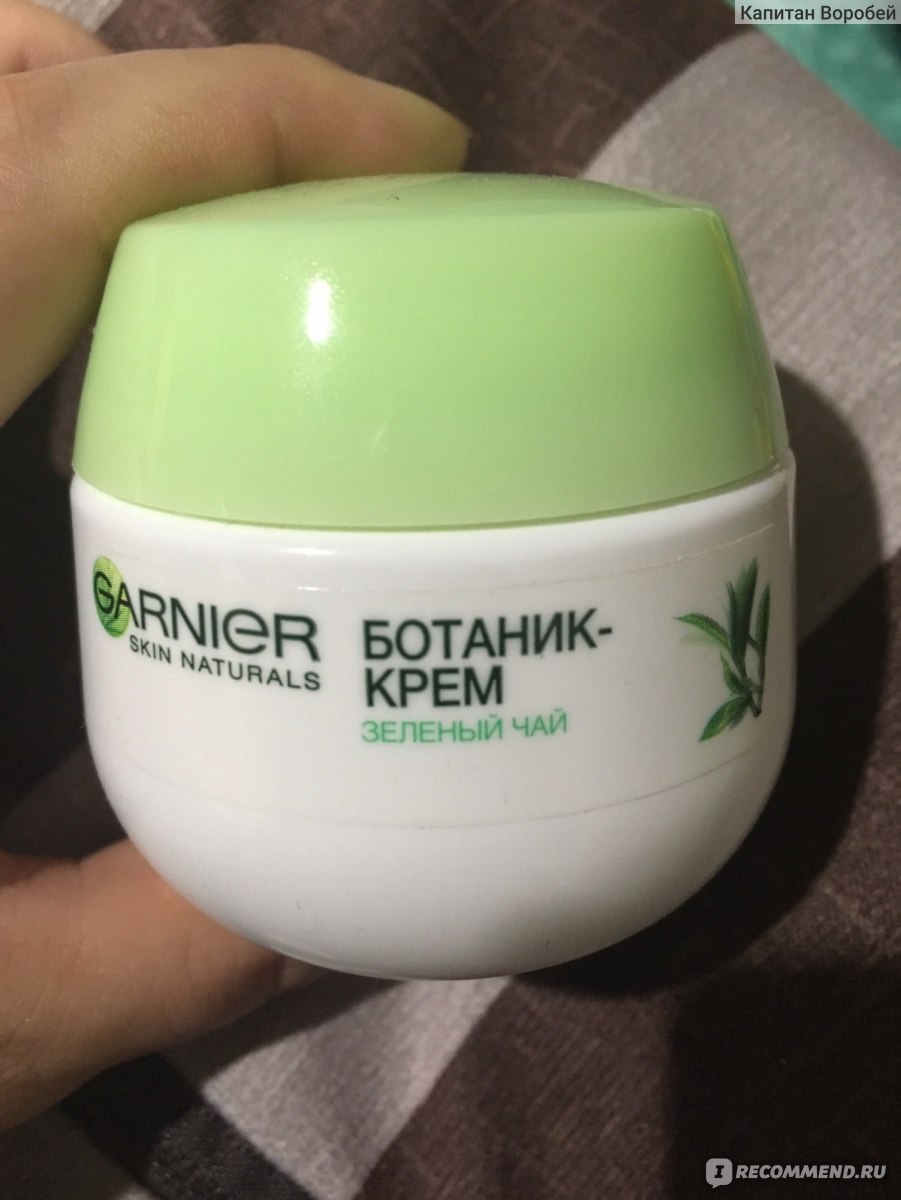 Капитан Воробей
GARNIER
SKIN NATURALS
БОТАНИК-
КРЕМ
ЗЕЛЕНЫЙ ЧАЙ
I RECOMMEND.RU